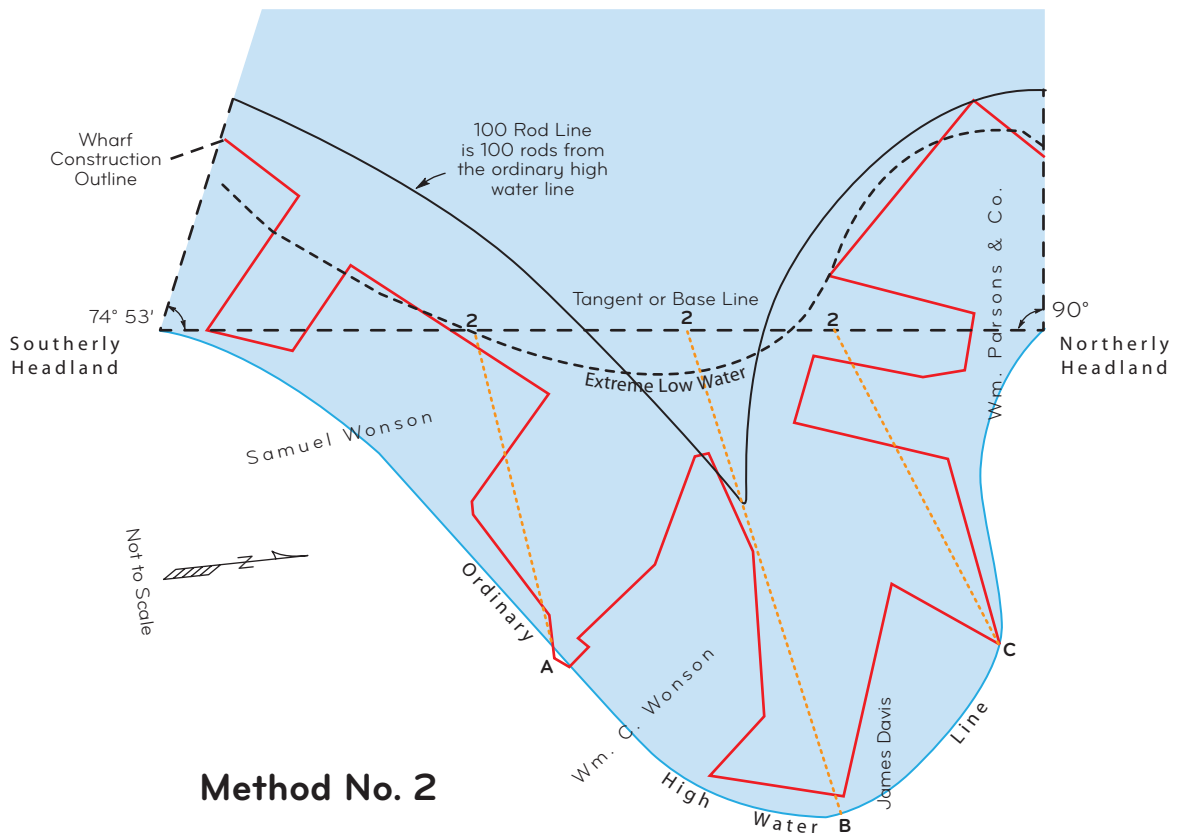 100 Rod Line
is 100 rods from
the ordinary high
water line
Wharf
Construction
Outline
Tangent or Base Line
74° 53'
2
2
2
90°
Southerly
Headland
Northerly
Headland
Wm. Parsons & Co.
Extreme Low Water
Samuel Wonson
Not to Scale
N
Ordinary
A
C
Wm. C. Wonson
James Davis
Line
High
Water
B
Method No. 2